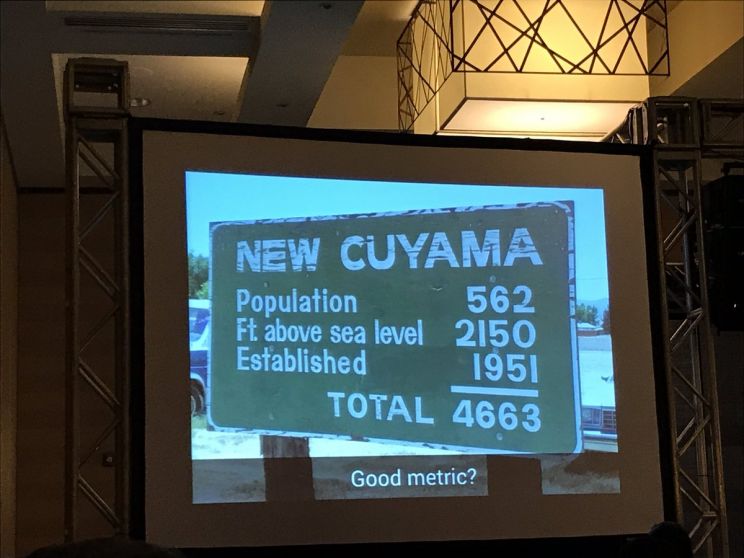 NEW CUYAMA
Population 562
Ft. above sea level 2150
Established 1951
TOTAL 4663
Good metric?